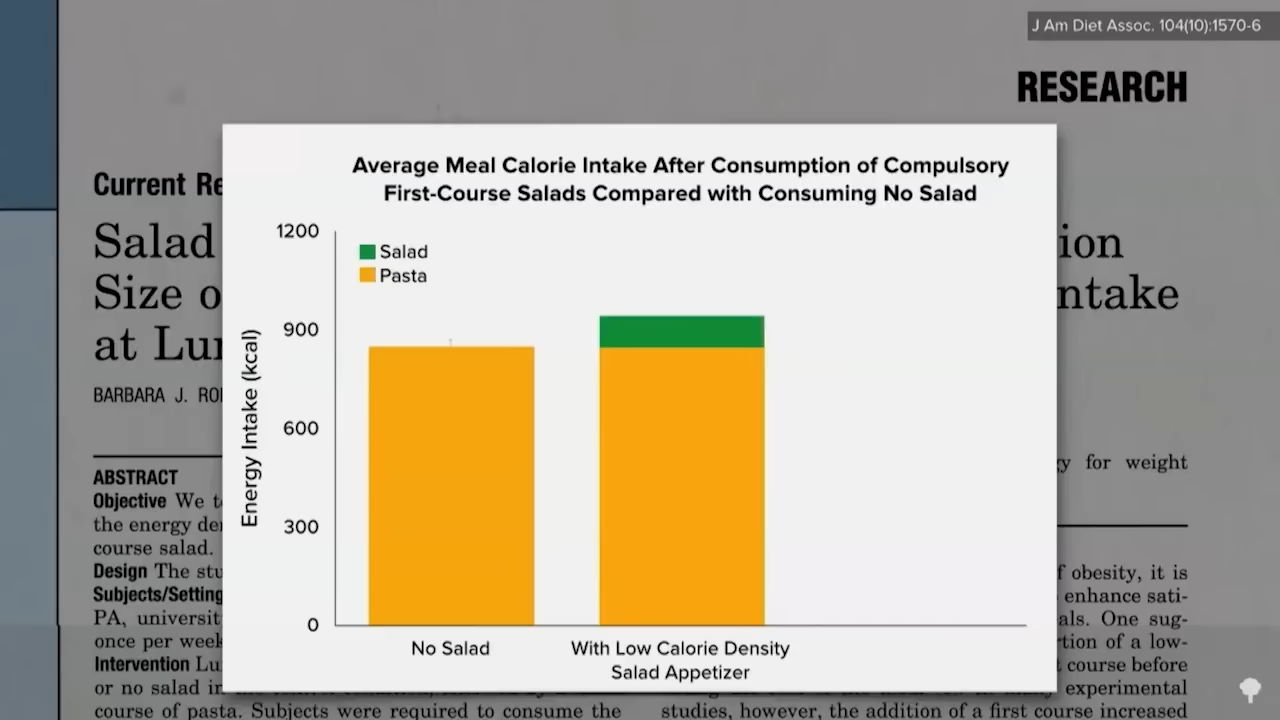 J Am Diet Assoc. 104(10):1570-6
RESEARCH
Current Re
Salad
ion
Size o
ntake
at Lu
BARBARA J. RO
Average Meal Calorie Intake After Consumption of Compulsory
First-Course Salads Compared with Consuming No Salad
1200
Salad
Pasta
900
600
300
0
Energy Intake (kcal)
No Salad
With Low Calorie Density
Salad Appetizer
ABSTRACT
Objective We t
the energy de
course salad.
Design The stu
Subjects/Setting
PA, universit
once per week
Intervention Lu
or no salad in
course of pasta. Subjects were required to consume the
gy for weight
f obesity, it is
enhance sati-
als. One sug-
rtion of a low-
course before
experimental
studies, however, the addition of a first course increased